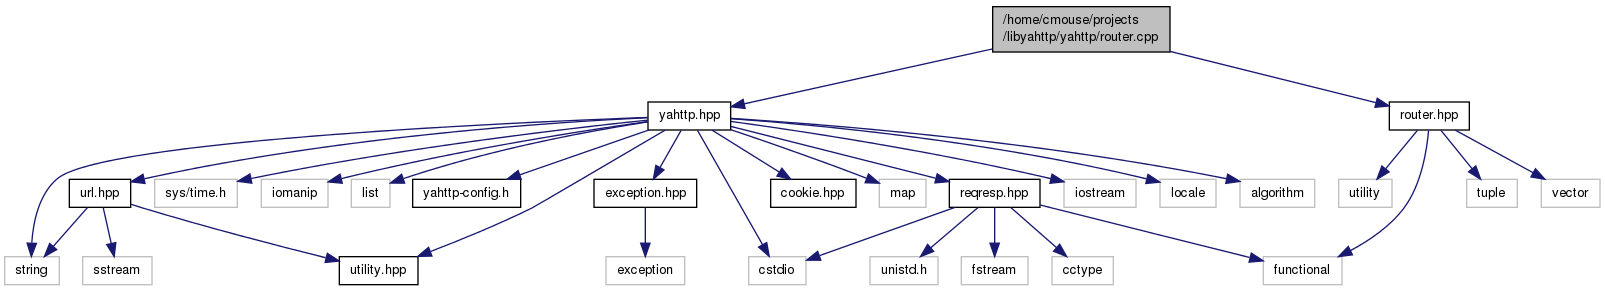 /home/cmouse/projects
/libyahttp/yahttp/router.cpp
yahttp.hpp
router.hpp
url.hpp
sys/time.h
iomanip
list
yahttp-config.h
exception.hpp
cookie.hpp
map
reqresp.hpp
iostream
locale
algorithm
utility
tuple
vector
string
sstream
utility.hpp
exception
cstdio
unistd.h
fstream
cctype
functional